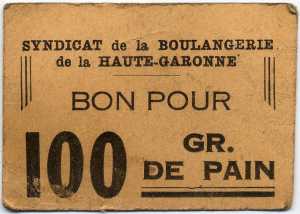 SYNDICAT de la BOULANGERIE
de la HAUTE-GARONNE
BON POUR
100 GR.
DE PAIN